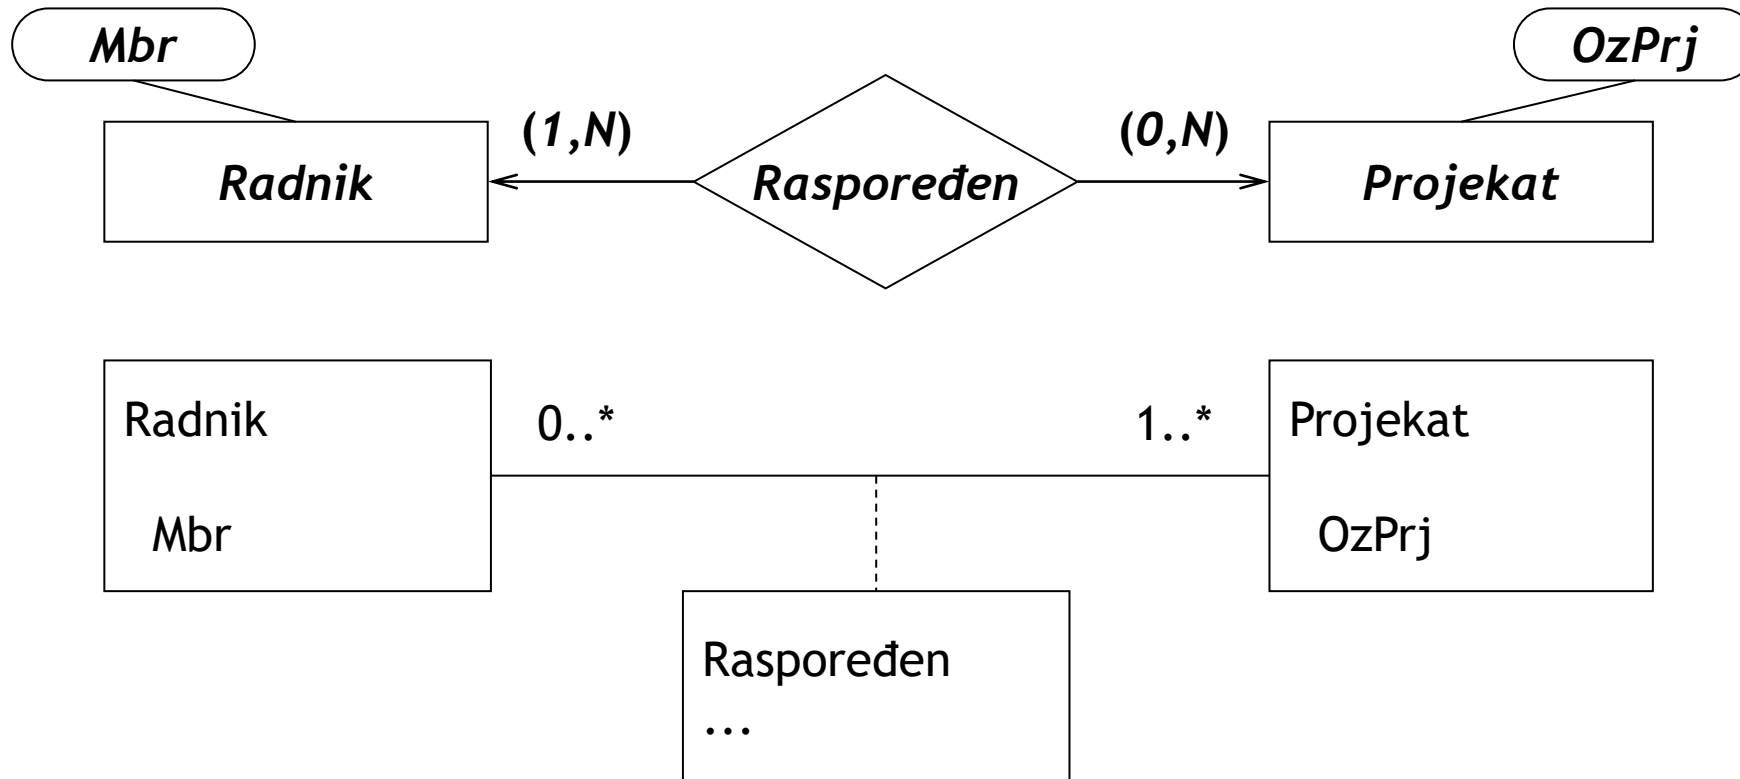 Mbr
OzPrj
(1,N)
(0,N)
Radnik
Raspoređen
Projekat
Radnik
0..*
1..*
Projekat
Mbr
OzPrj
Raspoređen
...